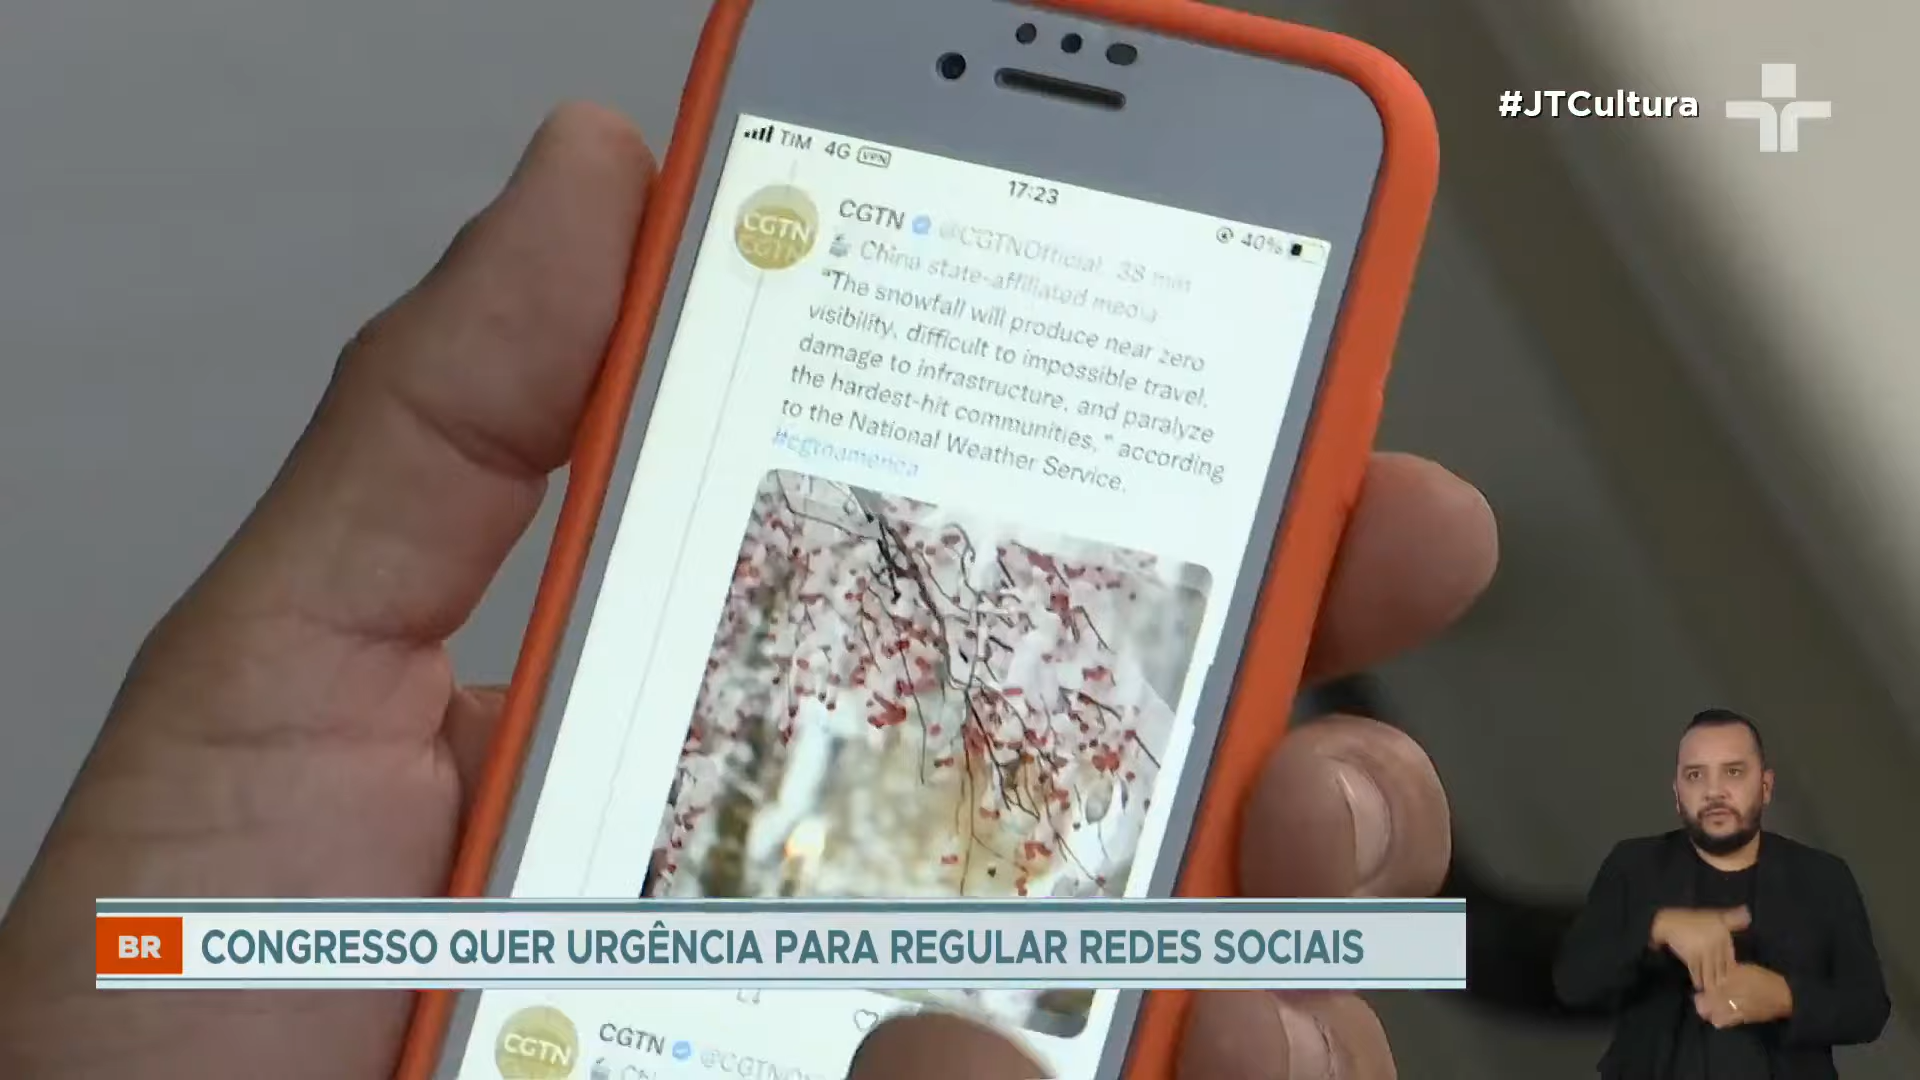 #JTCultura
TIM 4G VPN
17:23
40%
CGTN
CGTN @CGTNOfficial 38 min
China state-affiliated media
"The snowfall will produce near zero
visibility, difficult to impossible travel,
damage to infrastructure, and paralyze
the hardest-hit communities," according
to the National Weather Service.
#cgtnamerica
BR CONGRESSO QUER URGÊNCIA PARA REGULAR REDES SOCIAIS
CGTN
CGTN